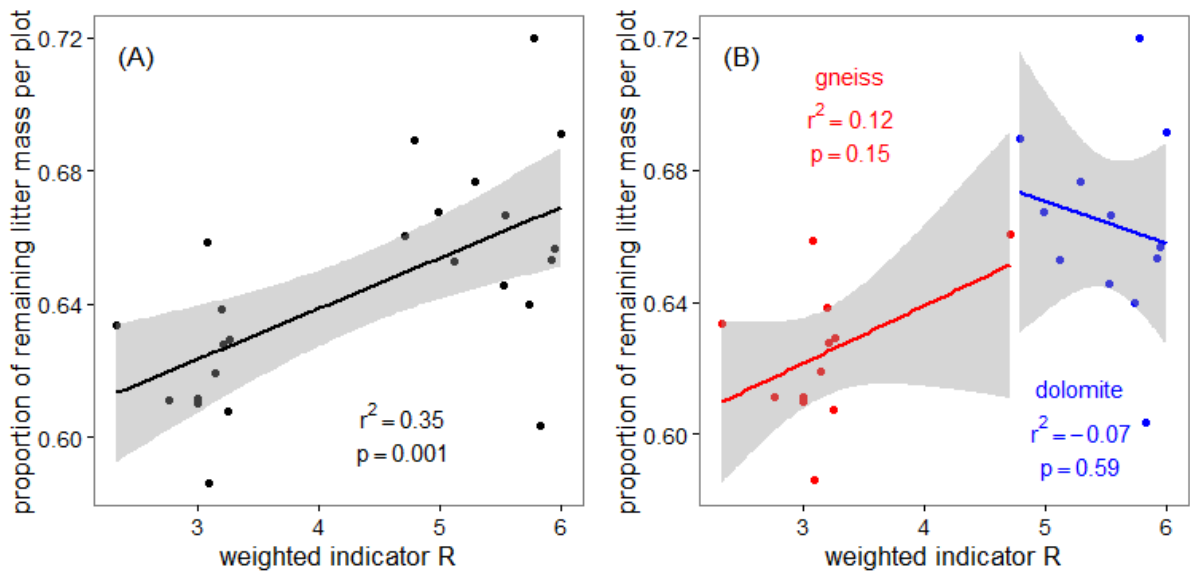 (A)
0.72
0.68
0.64
0.60
proportion of remaining litter mass per plot
r² = 0.35
p = 0.001
3 4 5 6
weighted indicator R
(B)
0.72
0.68
0.64
0.60
proportion of remaining litter mass per plot
gneiss
r² = 0.12
p = 0.15
dolomite
r² = −0.07
p = 0.59
3 4 5 6
weighted indicator R